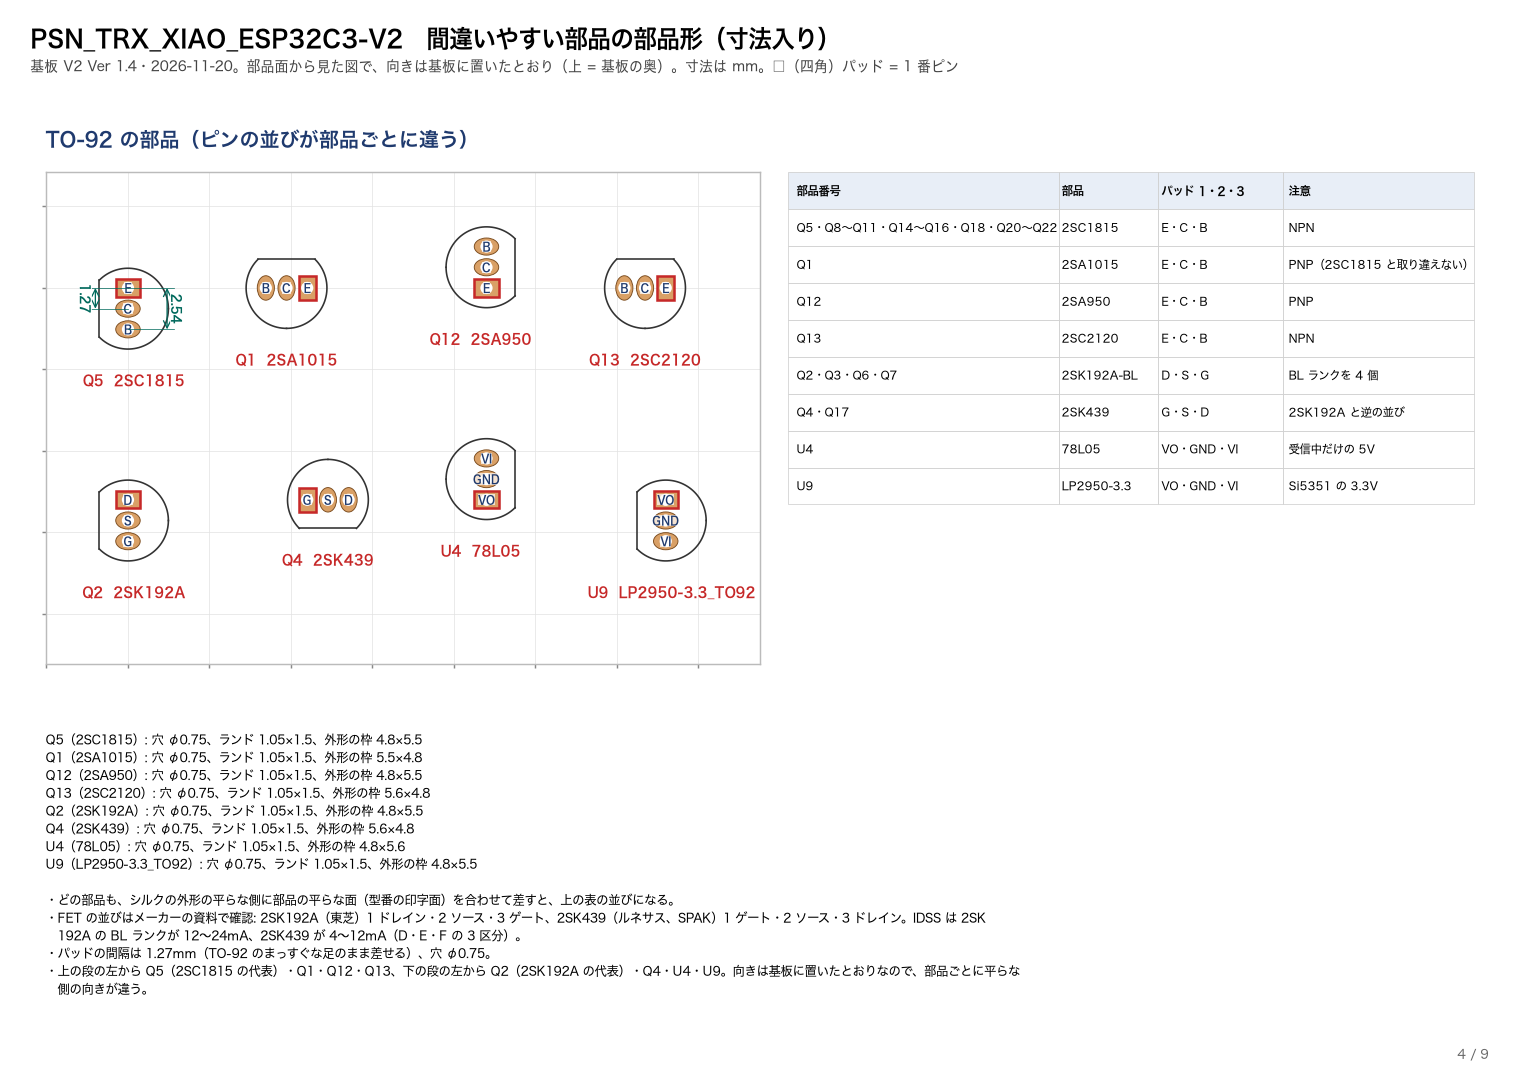 PSN_TRX_XIAO_ESP32C3-V2　間違いやすい部品の部品形（寸法入り）
基板 V2 Ver 1.4・2026-11-20。部品面から見た図で、向きは基板に置いたとおり（上 = 基板の奥）。寸法は mm。□（四角）パッド = 1 番ピン
TO-92 の部品（ピンの並びが部品ごとに違う）
E
C
B
1.27
2.54
Q5 2SC1815
B C E
Q1 2SA1015
B
C
E
Q12 2SA950
B C E
Q13 2SC2120
D
S
G
Q2 2SK192A
G S D
Q4 2SK439
VI
GND
VO
U4 78L05
VO
GND
VI
U9 LP2950-3.3_TO92
部品番号 部品 パッド 1・2・3 注意
Q5・Q8～Q11・Q14～Q16・Q18・Q20～Q22 2SC1815 E・C・B NPN
Q1 2SA1015 E・C・B PNP（2SC1815 と取り違えない）
Q12 2SA950 E・C・B PNP
Q13 2SC2120 E・C・B NPN
Q2・Q3・Q6・Q7 2SK192A-BL D・S・G BL ランクを 4 個
Q4・Q17 2SK439 G・S・D 2SK192A と逆の並び
U4 78L05 VO・GND・VI 受信中だけの 5V
U9 LP2950-3.3 VO・GND・VI Si5351 の 3.3V
Q5（2SC1815）: 穴 φ0.75、ランド 1.05×1.5、外形の枠 4.8×5.5
Q1（2SA1015）: 穴 φ0.75、ランド 1.05×1.5、外形の枠 5.5×4.8
Q12（2SA950）: 穴 φ0.75、ランド 1.05×1.5、外形の枠 4.8×5.5
Q13（2SC2120）: 穴 φ0.75、ランド 1.05×1.5、外形の枠 5.6×4.8
Q2（2SK192A）: 穴 φ0.75、ランド 1.05×1.5、外形の枠 4.8×5.5
Q4（2SK439）: 穴 φ0.75、ランド 1.05×1.5、外形の枠 5.6×4.8
U4（78L05）: 穴 φ0.75、ランド 1.05×1.5、外形の枠 4.8×5.6
U9（LP2950-3.3_TO92）: 穴 φ0.75、ランド 1.05×1.5、外形の枠 4.8×5.5
・どの部品も、シルクの外形の平らな側に部品の平らな面（型番の印字面）を合わせて差すと、上の表の並びになる。
・FET の並びはメーカーの資料で確認: 2SK192A（東芝）1 ドレイン・2 ソース・3 ゲート、2SK439（ルネサス、SPAK）1 ゲート・2 ソース・3 ドレイン。IDSS は 2SK
192A の BL ランクが 12～24mA、2SK439 が 4～12mA（D・E・F の 3 区分）。
・パッドの間隔は 1.27mm（TO-92 のまっすぐな足のまま差せる）、穴 φ0.75。
・上の段の左から Q5（2SC1815 の代表）・Q1・Q12・Q13、下の段の左から Q2（2SK192A の代表）・Q4・U4・U9。向きは基板に置いたとおりなので、部品ごとに平らな
側の向きが違う。
4 / 9